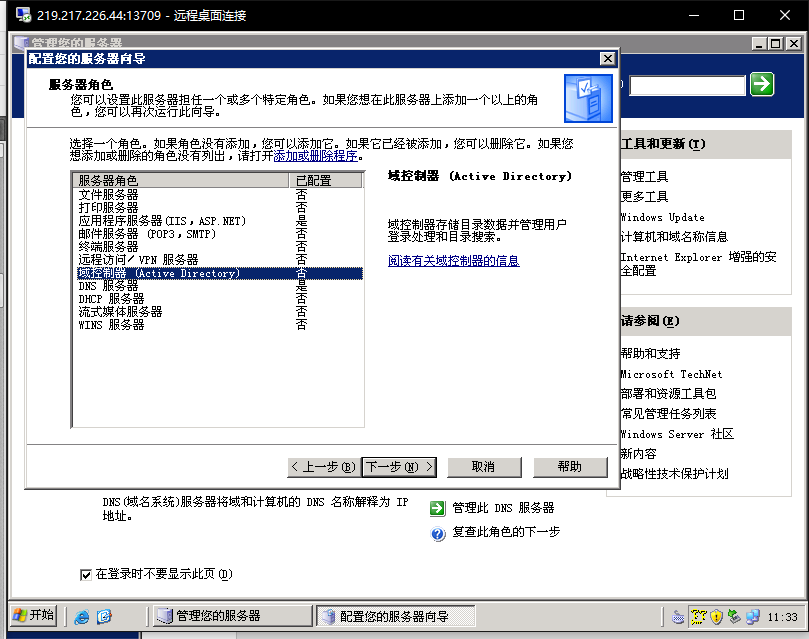 219.217.226.44:13709 - 远程桌面连接
管理您的服务器
配置您的服务器向导
服务器角色
您可以设置此服务器担任一个或多个特定角色。如果您想在此服务器上添加一个以上的角
色，您可以再次运行此向导。
选择一个角色。如果角色没有添加，您可以添加它。如果它已经被添加，您可以删除它。如果您
想添加或删除的角色没有列出，请打开添加或删除程序。
服务器角色 已配置
文件服务器 否
打印服务器 否
应用程序服务器(IIS, ASP.NET) 是
邮件服务器 (POP3, SMTP) 否
终端服务器 否
远程访问/ VPN 服务器 否
域控制器 (Active Directory) 否
DNS 服务器 是
DHCP 服务器 否
流式媒体服务器 否
WINS 服务器 否
域控制器 (Active Directory)
域控制器存储目录数据并管理用户
登录处理和目录搜索。
阅读有关域控制器的信息
< 上一步(B) 下一步(N) > 取消 帮助
工具和更新(T)
管理工具
更多工具
Windows Update
计算机和域名称信息
Internet Explorer 增强的安
全配置
请参阅(E)
帮助和支持
Microsoft TechNet
部署和资源工具包
常见管理任务列表
Windows Server 社区
新内容
战略性技术保护计划
DNS(域名系统)服务器将域和计算机的 DNS 名称解释为 IP
地址。
管理此 DNS 服务器
复查此角色的下一步
在登录时不要显示此页(D)
开始 管理您的服务器 配置您的服务器向导 11:33